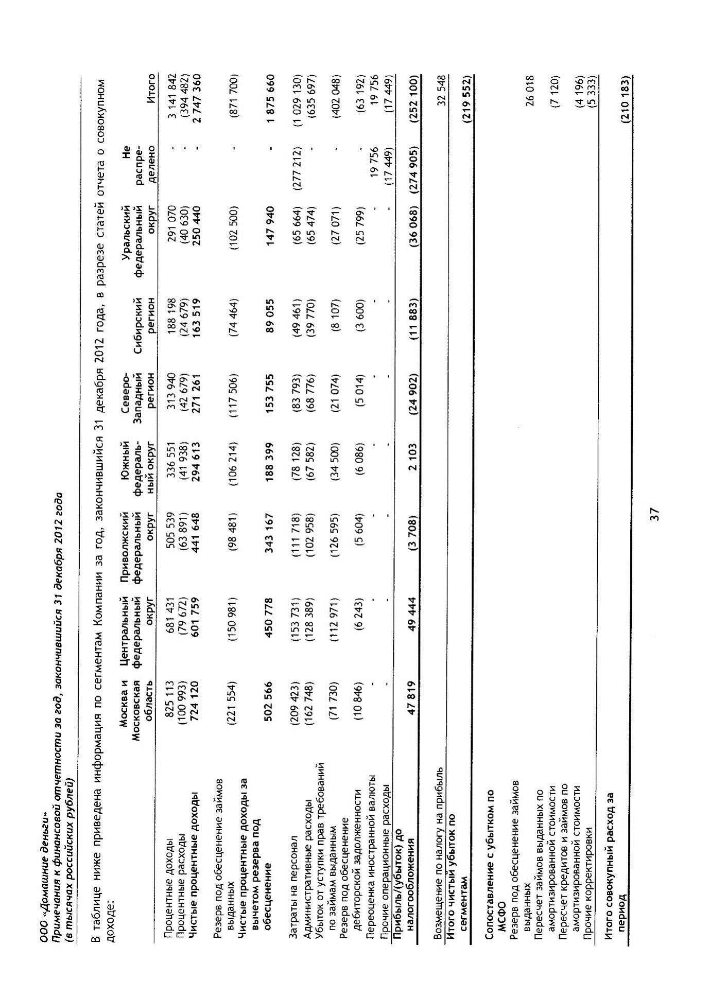 ООО «Домашние деньги»
Примечания к финансовой отчетности за год, закончившийся 31 декабря 2012 года
(в тысячах российских рублей)
В таблице ниже приведена информация по сегментам Компании за год, закончившийся 31 декабря 2012 года, в разрезе статей отчета о совокупном
доходе:
Москва и Московская область Центральный федеральный округ Приволжский федеральный округ Южный федераль-ный округ Северо-Западный регион Сибирский регион Уральский федеральный округ Не распре-делено Итого
Процентные доходы 825 113 681 431 505 539 336 551 313 940 188 198 291 070 - 3 141 842
Процентные расходы (100 993) (79 672) (63 891) (41 938) (42 679) (24 679) (40 630) - (394 482)
Чистые процентные доходы 724 120 601 759 441 648 294 613 271 261 163 519 250 440 - 2 747 360
Резерв под обесценение займов
выданных (221 554) (150 981) (98 481) (106 214) (117 506) (74 464) (102 500) - (871 700)
Чистые процентные доходы за
вычетом резерва под
обесценение 502 566 450 778 343 167 188 399 153 755 89 055 147 940 - 1 875 660
Затраты на персонал (209 423) (153 731) (111 718) (78 128) (83 793) (49 461) (65 664) (277 212) (1 029 130)
Административные расходы (162 748) (128 389) (102 958) (67 582) (68 776) (39 770) (65 474) - (635 697)
Убыток от уступки прав требований
по займам выданным (71 730) (112 971) (126 595) (34 500) (21 074) (8 107) (27 071) - (402 048)
Резерв под обесценение
дебиторской задолженности (10 846) (6 243) (5 604) (6 086) (5 014) (3 600) (25 799) - (63 192)
Переоценка иностранной валюты - - - - - - - 19 756 19 756
Прочие операционные расходы - - - - - - - (17 449) (17 449)
Прибыль/(убыток) до
налогообложения 47 819 49 444 (3 708) 2 103 (24 902) (11 883) (36 068) (274 905) (252 100)
Возмещение по налогу на прибыль 32 548
Итого чистый убыток по
сегментам (219 552)
Сопоставление с убытком по
МСФО
Резерв под обесценение займов
выданных 26 018
Пересчет займов выданных по
амортизированной стоимости (7 120)
Пересчет кредитов и займов по
амортизированной стоимости (4 196)
Прочие корректировки (5 333)
Итого совокупный расход за
период (210 183)
37